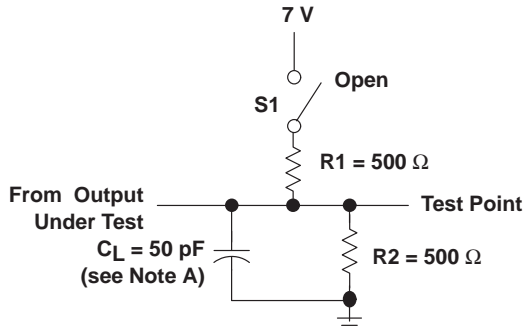 7 V
Open
S1
R1 = 500 Ω
From Output
Under Test
Test Point
CL = 50 pF
(see Note A)
R2 = 500 Ω